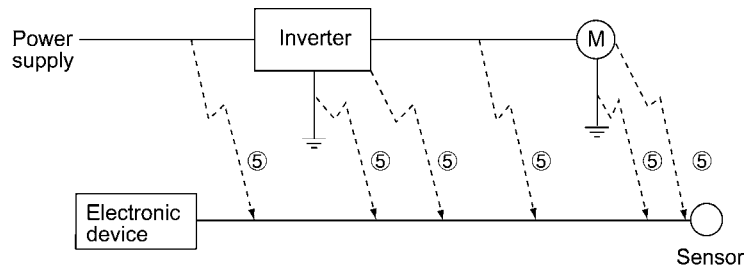 Power
supply
Inverter
M
⑤ ⑤ ⑤ ⑤ ⑤ ⑤
Electronic
device
Sensor